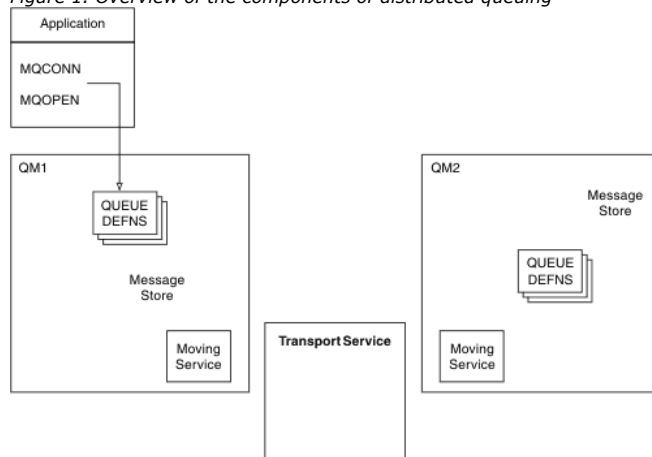 Figure 1. Overview of the components of distributed queuing
Application
MQCONN
MQOPEN
QM1
QUEUE
DEFNS
Message
Store
Moving
Service
Transport Service
QM2
Message
Store
QUEUE
DEFNS
Moving
Service